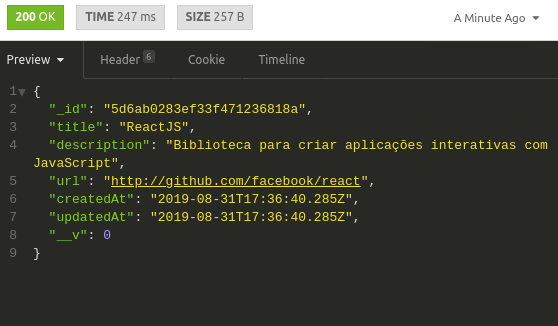 200 OK TIME 247 ms SIZE 257 B A Minute Ago
Preview Header 6 Cookie Timeline
1 {
2 "_id": "5d6ab0283ef33f471236818a",
3 "title": "ReactJS",
4 "description": "Biblioteca para criar aplicações interativas com
JavaScript",
5 "url": "http://github.com/facebook/react",
6 "createdAt": "2019-08-31T17:36:40.285Z",
7 "updatedAt": "2019-08-31T17:36:40.285Z",
8 "__v": 0
9 }